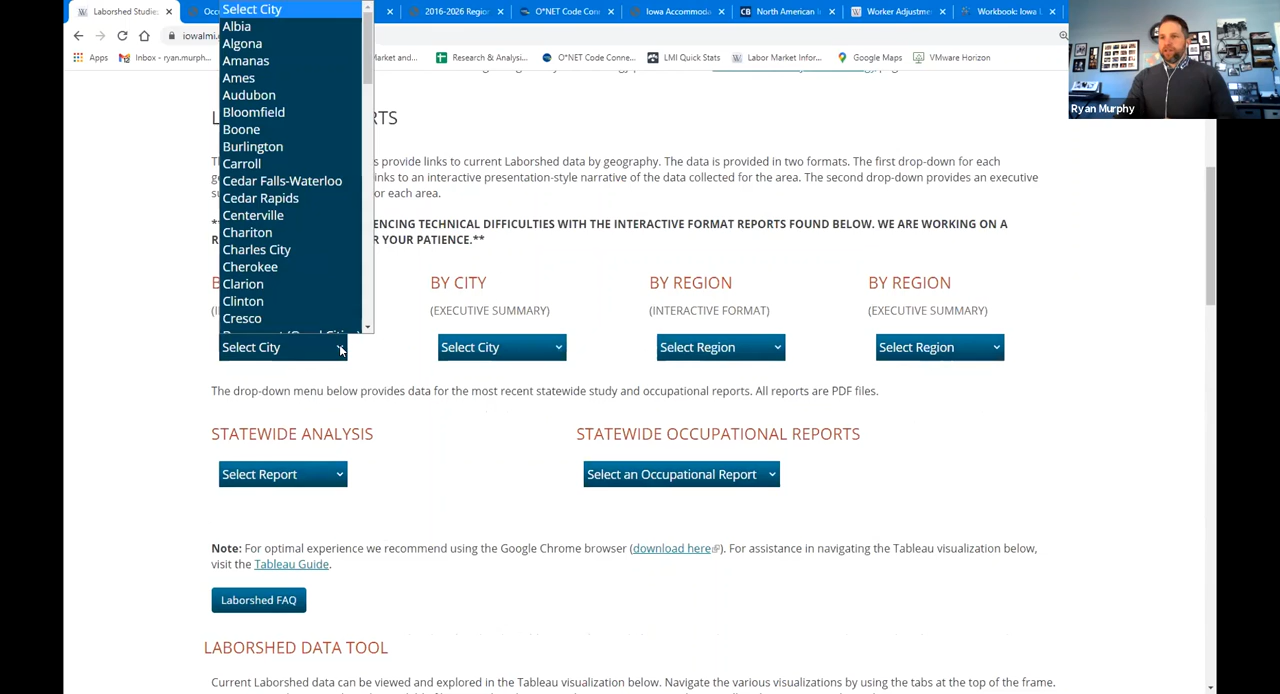 Laborshed Studies
Occ
2016-2026 Region
O*NET Code Con
Iowa Accommoda
North American I
Worker Adjustme
Workbook: Iowa L
iowalmi.
Apps
Inbox - ryan.murph...
Market and...
Research & Analysi...
O*NET Code Conne...
LMI Quick Stats
Labor Market Infor...
Google Maps
VMware Horizon
Ryan Murphy
Select City
Albia
Algona
Amanas
Ames
Audubon
Bloomfield
Boone
Burlington
Carroll
Cedar Falls-Waterloo
Cedar Rapids
Centerville
Chariton
Charles City
Cherokee
Clarion
Clinton
Cresco
L
RTS
s provide links to current Laborshed data by geography. The data is provided in two formats. The first drop-down for each
inks to an interactive presentation-style narrative of the data collected for the area. The second drop-down provides an executive
for each area.
ENCING TECHNICAL DIFFICULTIES WITH THE INTERACTIVE FORMAT REPORTS FOUND BELOW. WE ARE WORKING ON A
R YOUR PATIENCE.**
BY CITY
BY REGION
BY REGION
(EXECUTIVE SUMMARY)
(INTERACTIVE FORMAT)
(EXECUTIVE SUMMARY)
Select City
Select City
Select Region
Select Region
The drop-down menu below provides data for the most recent statewide study and occupational reports. All reports are PDF files.
STATEWIDE ANALYSIS
STATEWIDE OCCUPATIONAL REPORTS
Select Report
Select an Occupational Report
Note: For optimal experience we recommend using the Google Chrome browser (download here). For assistance in navigating the Tableau visualization below,
visit the Tableau Guide.
Laborshed FAQ
LABORSHED DATA TOOL
Current Laborshed data can be viewed and explored in the Tableau visualization below. Navigate the various visualizations by using the tabs at the top of the frame.